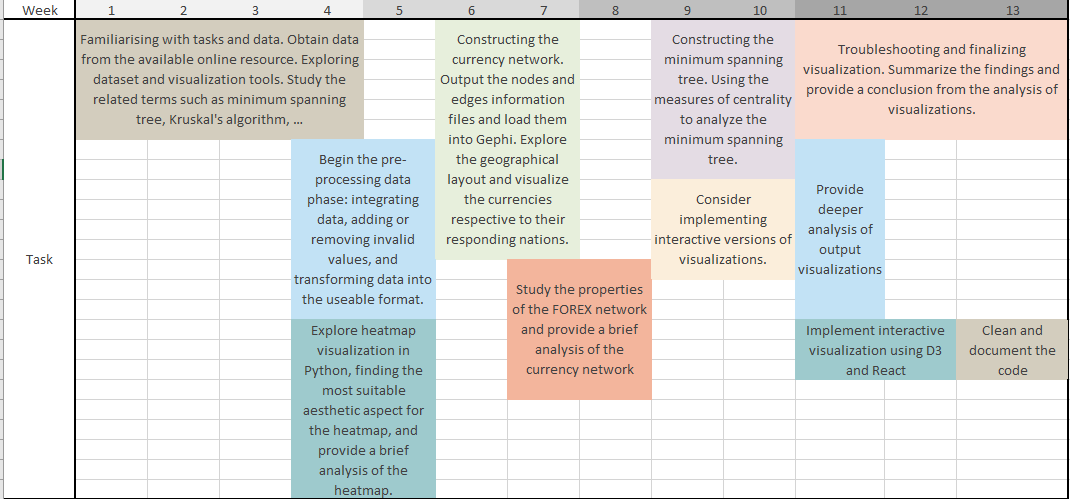 Week 1 2 3 4 5 6 7 8 9 10 11 12 13
Task
Familiarising with tasks and data. Obtain data
from the available online resource. Exploring
dataset and visualization tools. Study the
related terms such as minimum spanning
tree, Kruskal's algorithm, ...
Begin the pre-
processing data
phase: integrating
data, adding or
removing invalid
values, and
transforming data into
the useable format.
Explore heatmap
visualization in
Python, finding the
most suitable
aesthetic aspect for
the heatmap, and
provide a brief
analysis of the
heatmap.
Constructing the
currency network.
Output the nodes and
edges information
files and load them
into Gephi. Explore
the geographical
layout and visualize
the currencies
respective to their
responding nations.
Study the properties
of the FOREX network
and provide a brief
analysis of the
currency network
Constructing the
minimum spanning
tree. Using the
measures of centrality
to analyze the
minimum spanning
tree.
Consider
implementing
interactive versions of
visualizations.
Troubleshooting and finalizing
visualization. Summarize the findings and
provide a conclusion from the analysis of
visualizations.
Provide
deeper
analysis of
output
visualizations
Implement interactive
visualization using D3
and React
Clean and
document the
code